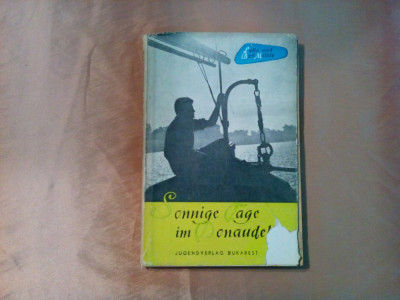 Sonnige Tage
im Donaudel
JUGENDVERLAG BUKAREST